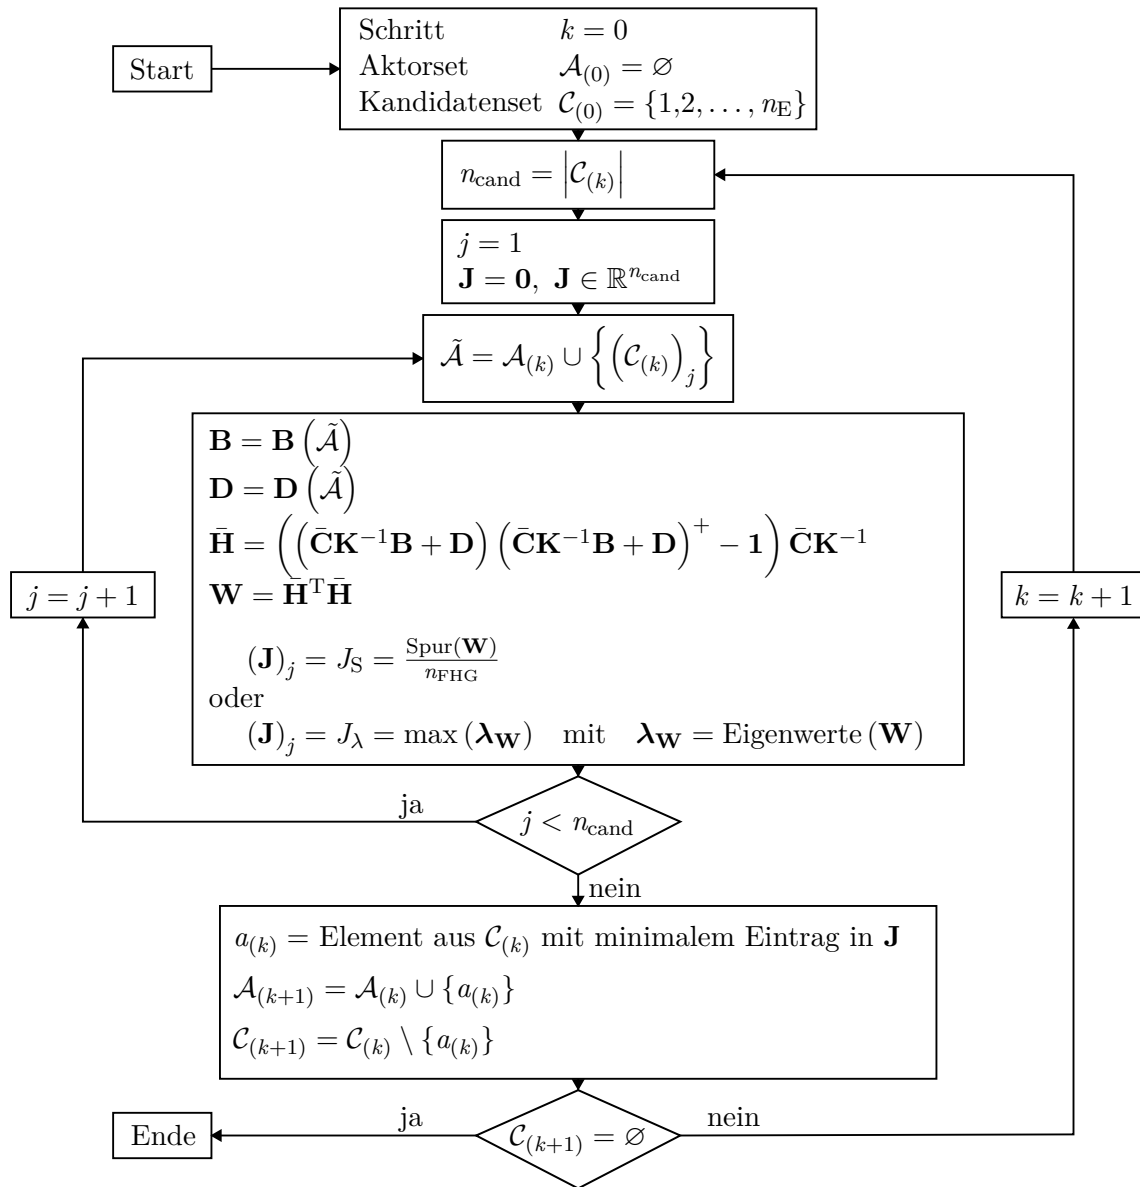 Start
Schritt k = 0
Aktorset 𝒜₍₀₎ = ∅
Kandidatenset 𝒞₍₀₎ = {1,2, . . . , n_E}
n_cand = |𝒞_(k)|
j = 1
𝐉 = 𝟎, 𝐉 ∈ ℝ^{n_cand}
𝒜̃ = 𝒜_(k) ∪ {(𝒞_(k))_j}
𝐁 = 𝐁 (𝒜̃)
𝐃 = 𝐃 (𝒜̃)
𝐇̄ = ((𝐂̄𝐊⁻¹𝐁 + 𝐃) (𝐂̄𝐊⁻¹𝐁 + 𝐃)⁺ − 𝟏) 𝐂̄𝐊⁻¹
𝐖 = 𝐇̄ᵀ𝐇̄
(𝐉)_j = J_S = Spur(𝐖) / n_FHG
oder
(𝐉)_j = J_λ = max (𝛌_𝐖) mit 𝛌_𝐖 = Eigenwerte (𝐖)
j = j + 1
k = k + 1
ja
j < n_cand
nein
a_(k) = Element aus 𝒞_(k) mit minimalem Eintrag in 𝐉
𝒜_(k+1) = 𝒜_(k) ∪ {a_(k)}
𝒞_(k+1) = 𝒞_(k) \ {a_(k)}
Ende
ja
𝒞_(k+1) = ∅
nein